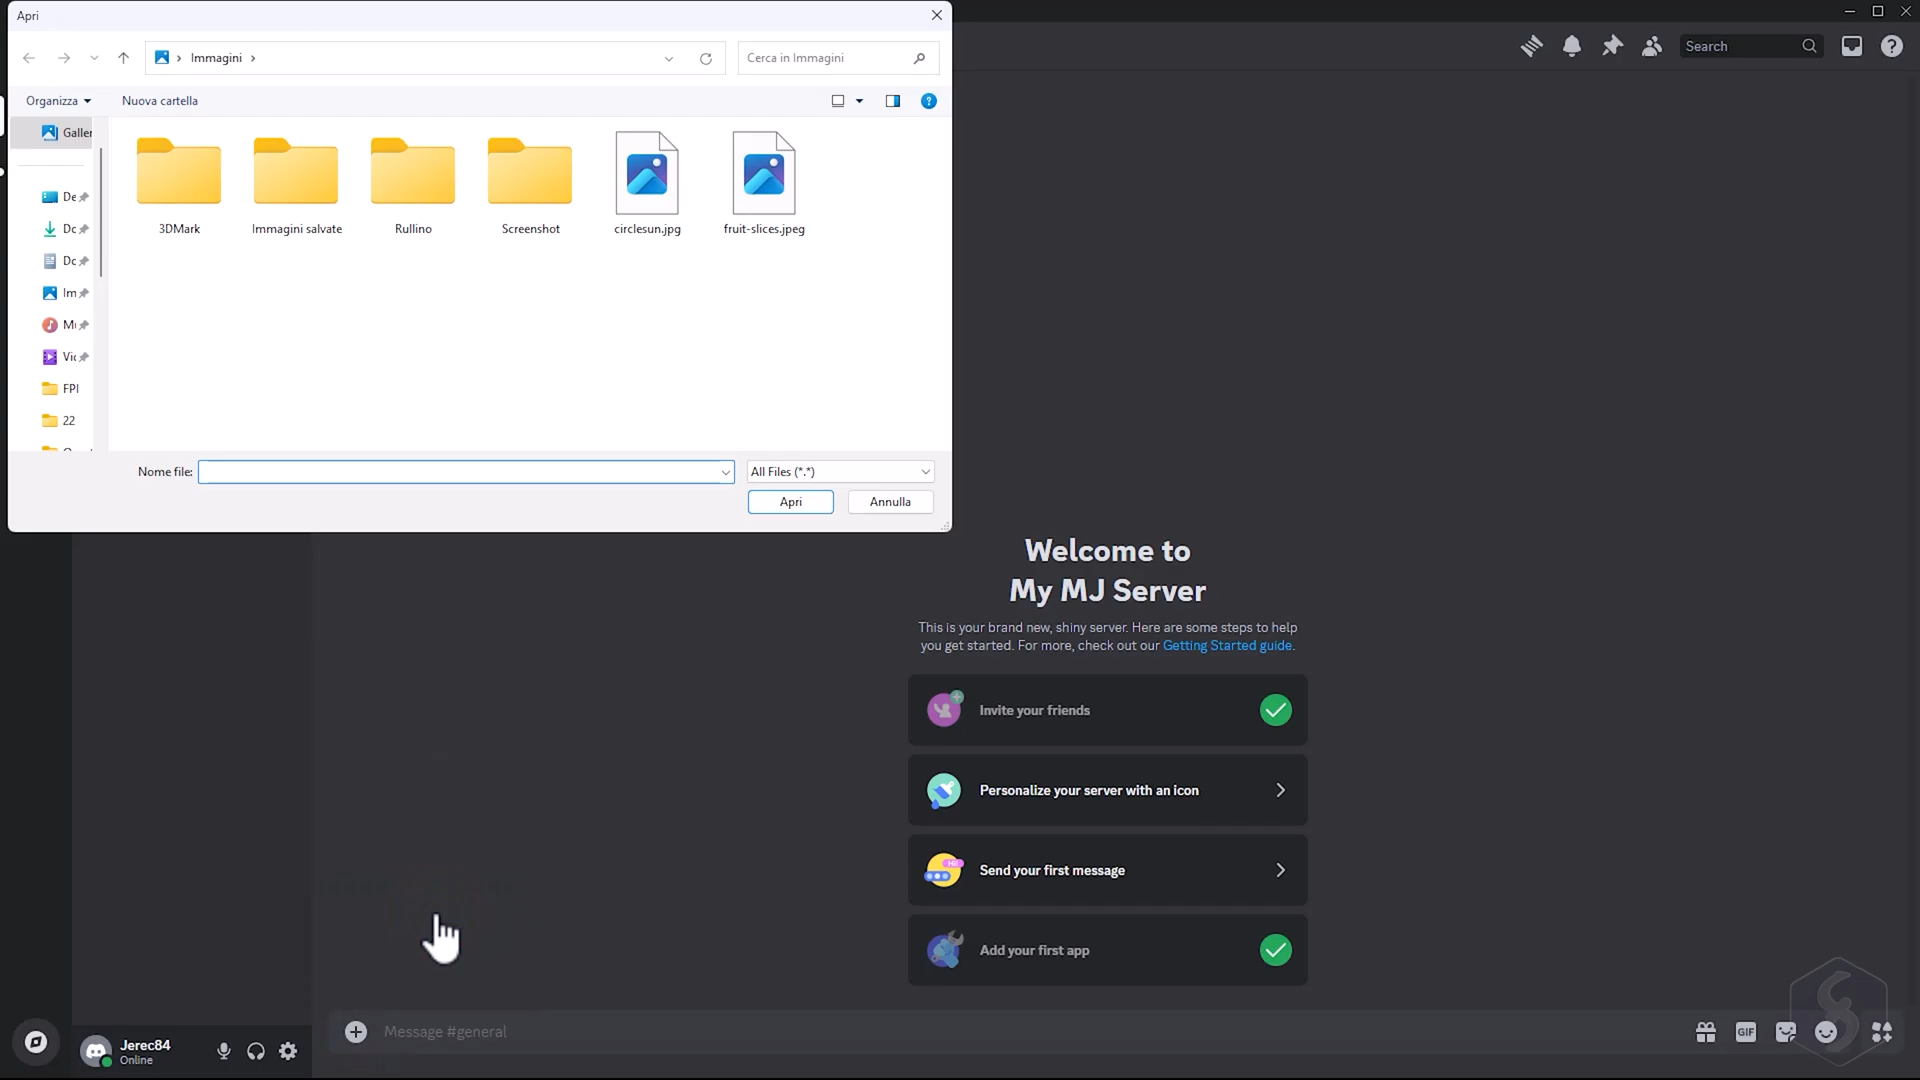 Apri
Immagini
Cerca in Immagini
Search
Organizza
Nuova cartella
Galler
De
Dc
Dc
Im
Mu
Vic
FPI
22
3DMark
Immagini salvate
Rullino
Screenshot
circlesun.jpg
fruit-slices.jpeg
Nome file:
All Files (*.*)
Apri
Annulla
Welcome to
My MJ Server
This is your brand new, shiny server. Here are some steps to help
you get started. For more, check out our Getting Started guide.
Invite your friends
Personalize your server with an icon
Send your first message
Add your first app
Message #general
GIF
Jerec84
Online